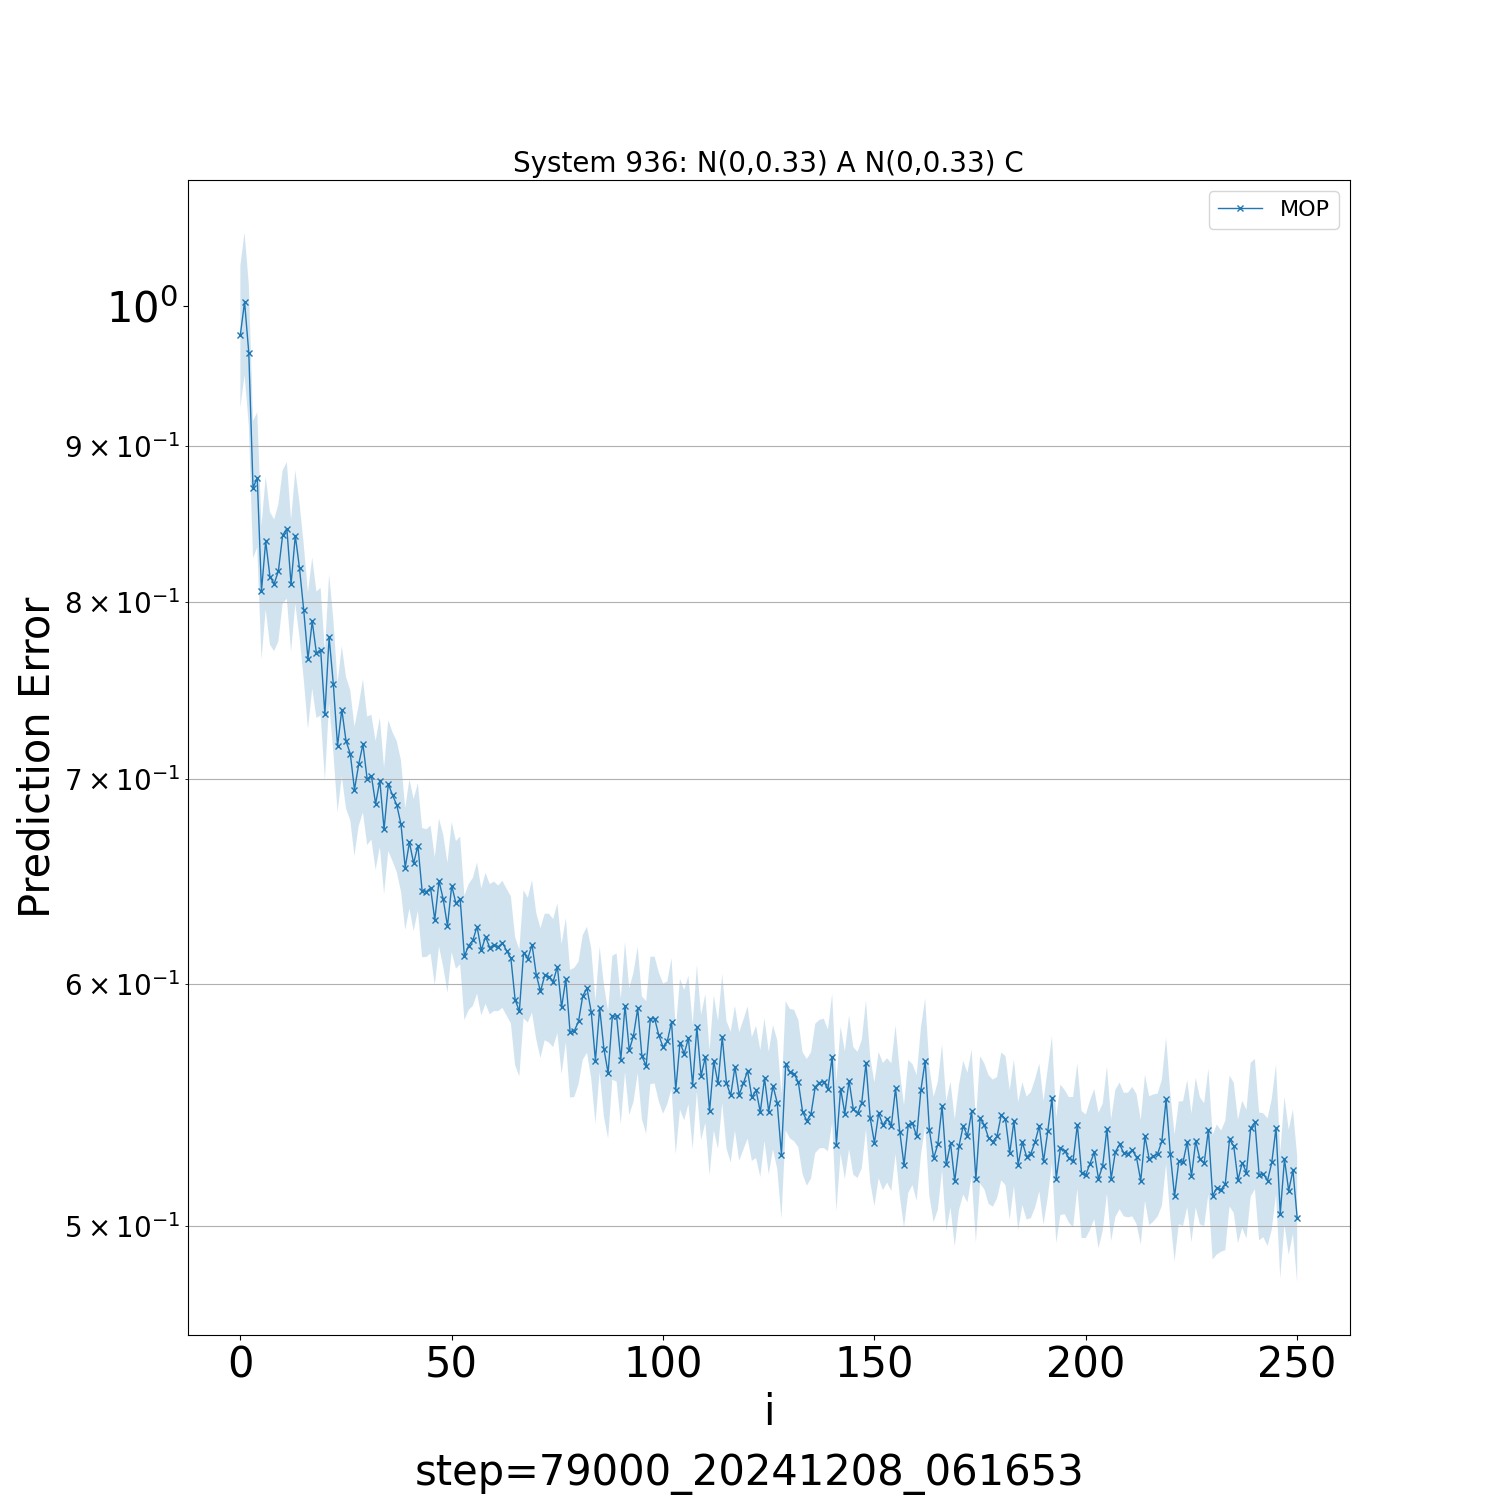 System 936: N(0,0.33) A N(0,0.33) C
MOP
10⁰
9 × 10⁻¹
8 × 10⁻¹
7 × 10⁻¹
6 × 10⁻¹
5 × 10⁻¹
Prediction Error
0 50 100 150 200 250
i
step=79000_20241208_061653